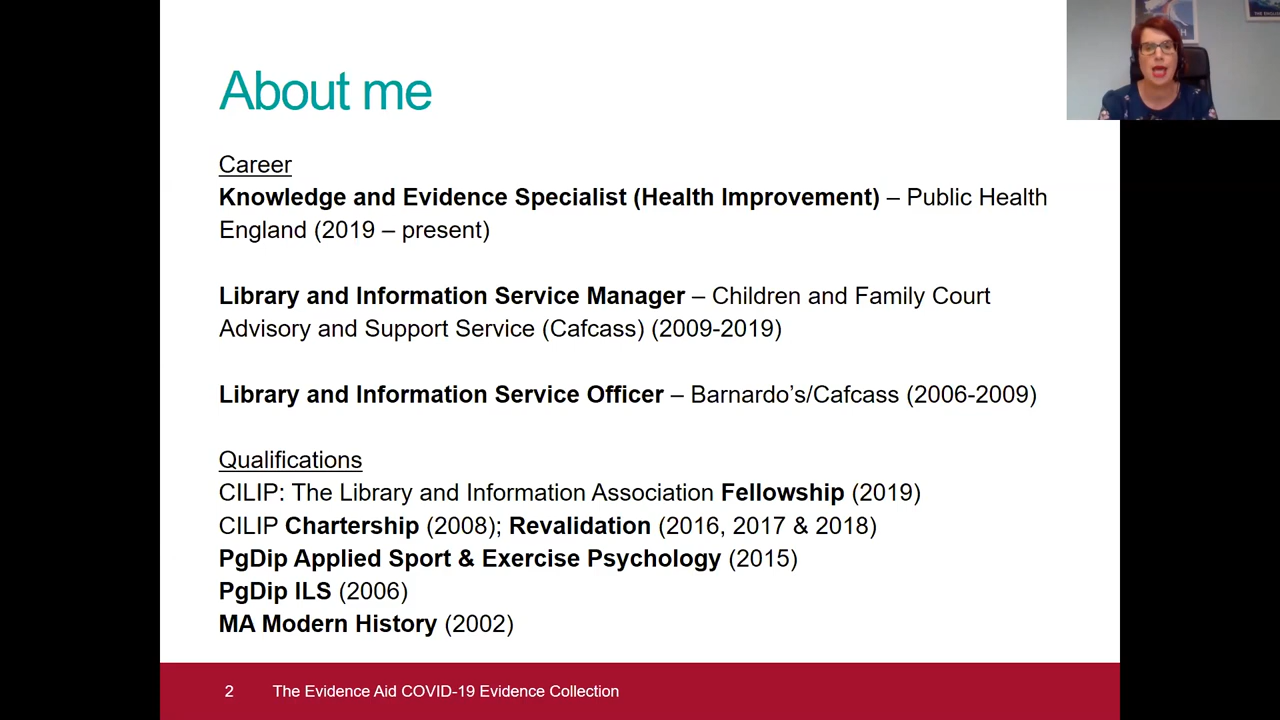 About me
Career
Knowledge and Evidence Specialist (Health Improvement) – Public Health
England (2019 – present)
Library and Information Service Manager – Children and Family Court
Advisory and Support Service (Cafcass) (2009-2019)
Library and Information Service Officer – Barnardo’s/Cafcass (2006-2009)
Qualifications
CILIP: The Library and Information Association Fellowship (2019)
CILIP Chartership (2008); Revalidation (2016, 2017 & 2018)
PgDip Applied Sport & Exercise Psychology (2015)
PgDip ILS (2006)
MA Modern History (2002)
2 The Evidence Aid COVID-19 Evidence Collection